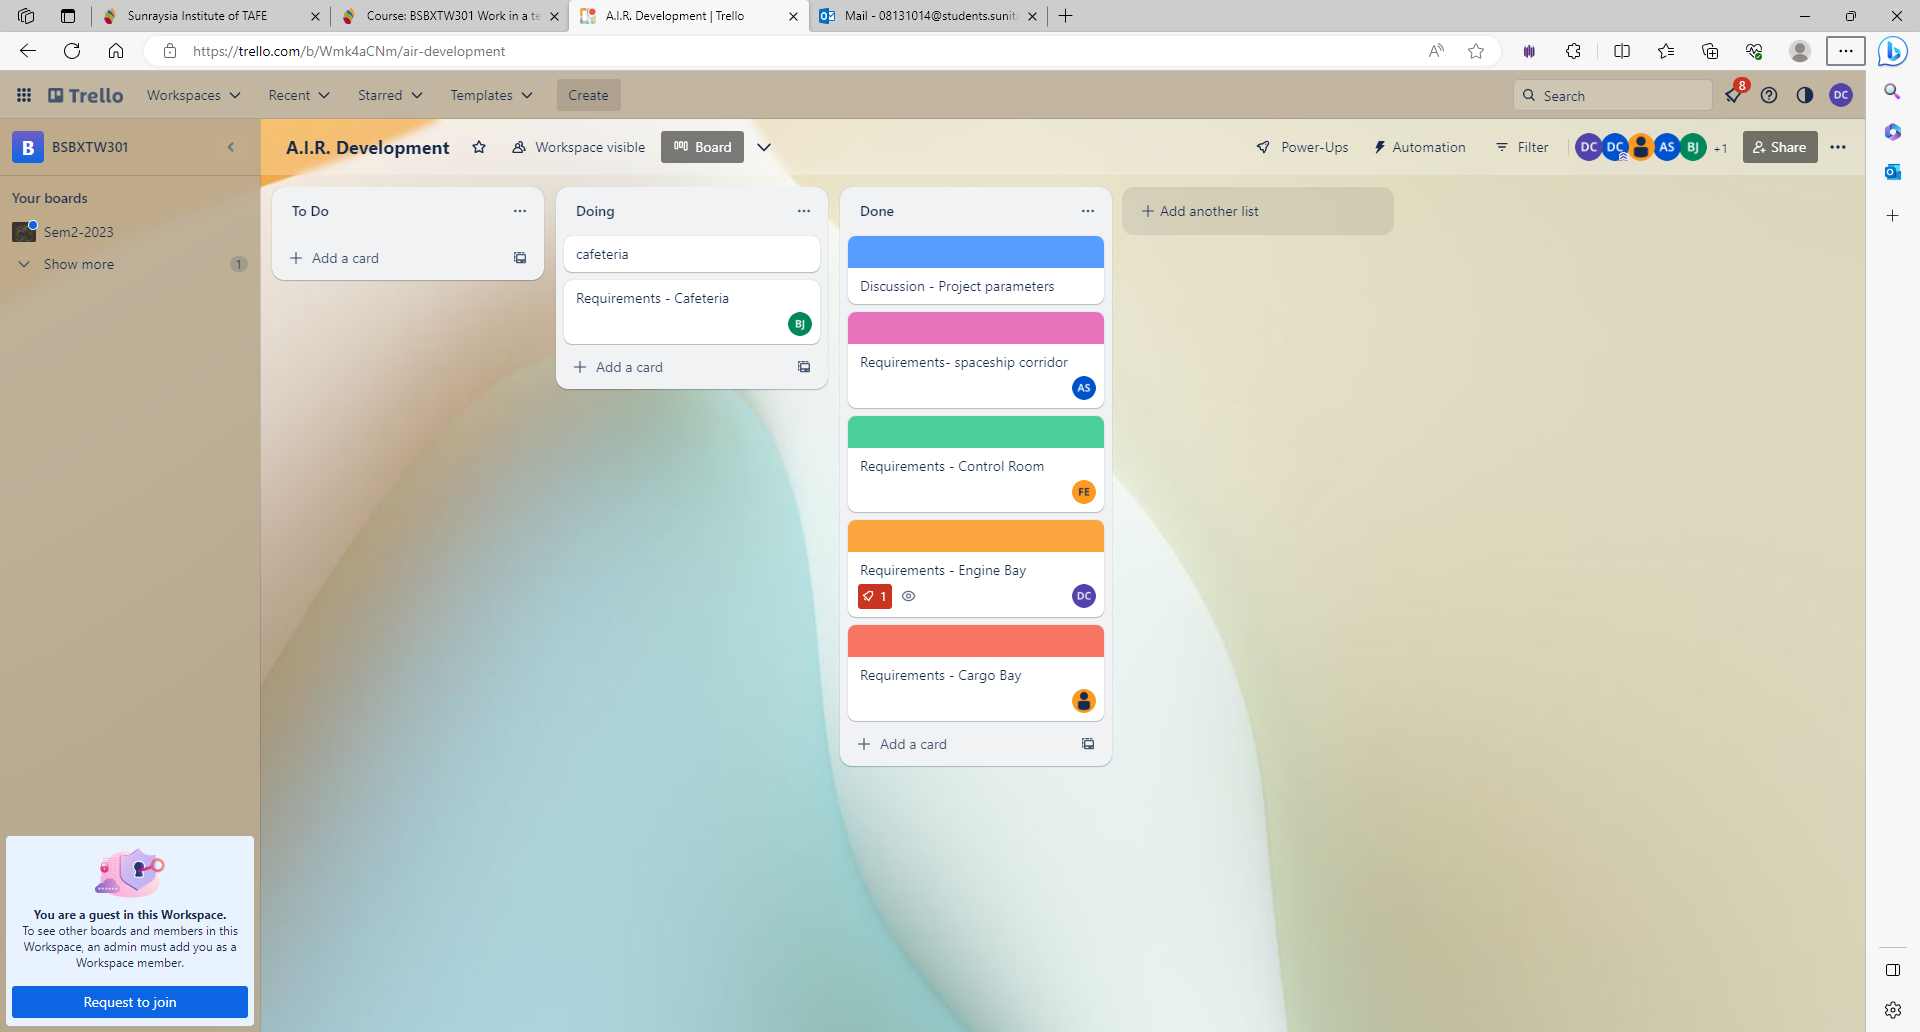 Sunraysia Institute of TAFE
Course: BSBXTW301 Work in a te
A.I.R. Development | Trello
Mail - 08131014@students.sunit
https://trello.com/b/Wmk4aCNm/air-development
Trello
Workspaces
Recent
Starred
Templates
Create
Search
8
DC
B
BSBXTW301
A.I.R. Development
Workspace visible
Board
Power-Ups
Automation
Filter
DC
DC
AS
BJ
+1
Share
Your boards
Sem2-2023
Show more
1
To Do
Add a card
Doing
cafeteria
Requirements - Cafeteria
BJ
Add a card
Done
Discussion - Project parameters
Requirements- spaceship corridor
AS
Requirements - Control Room
FE
Requirements - Engine Bay
1
DC
Requirements - Cargo Bay
Add a card
Add another list
You are a guest in this Workspace.
To see other boards and members in this
Workspace, an admin must add you as a
Workspace member.
Request to join